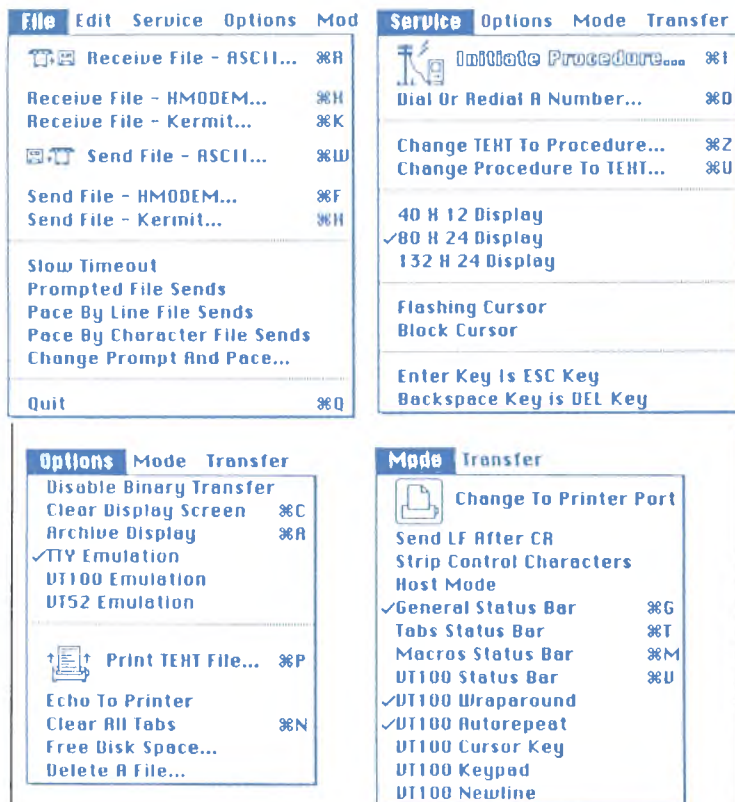 File Edit Service Options Mod
Receive File - ASCII... ⌘R
Receive File - XMODEM... ⌘X
Receive File - Kermit... ⌘K
Send File - ASCII... ⌘W
Send File - XMODEM... ⌘F
Send File - Kermit... ⌘H
Slow Timeout
Prompted File Sends
Pace By Line File Sends
Pace By Character File Sends
Change Prompt And Pace...
Quit ⌘Q
Service Options Mode Transfer
Initiate Procedure... ⌘I
Dial Or Redial A Number... ⌘D
Change TEXT To Procedure... ⌘Z
Change Procedure To TEXT... ⌘U
40 X 12 Display
✓80 X 24 Display
132 X 24 Display
Flashing Cursor
Block Cursor
Enter Key Is ESC Key
Backspace Key is DEL Key
Options Mode Transfer
Disable Binary Transfer
Clear Display Screen ⌘C
Archive Display ⌘A
✓TTY Emulation
VT100 Emulation
VT52 Emulation
Print TEXT File... ⌘P
Echo To Printer
Clear All Tabs ⌘N
Free Disk Space...
Delete A File...
Mode Transfer
Change To Printer Port
Send LF After CR
Strip Control Characters
Host Mode
✓General Status Bar ⌘G
Tabs Status Bar ⌘T
Macros Status Bar ⌘M
VT100 Status Bar ⌘V
✓VT100 Wraparound
✓VT100 Autorepeat
VT100 Cursor Key
VT100 Keypad
VT100 Newline